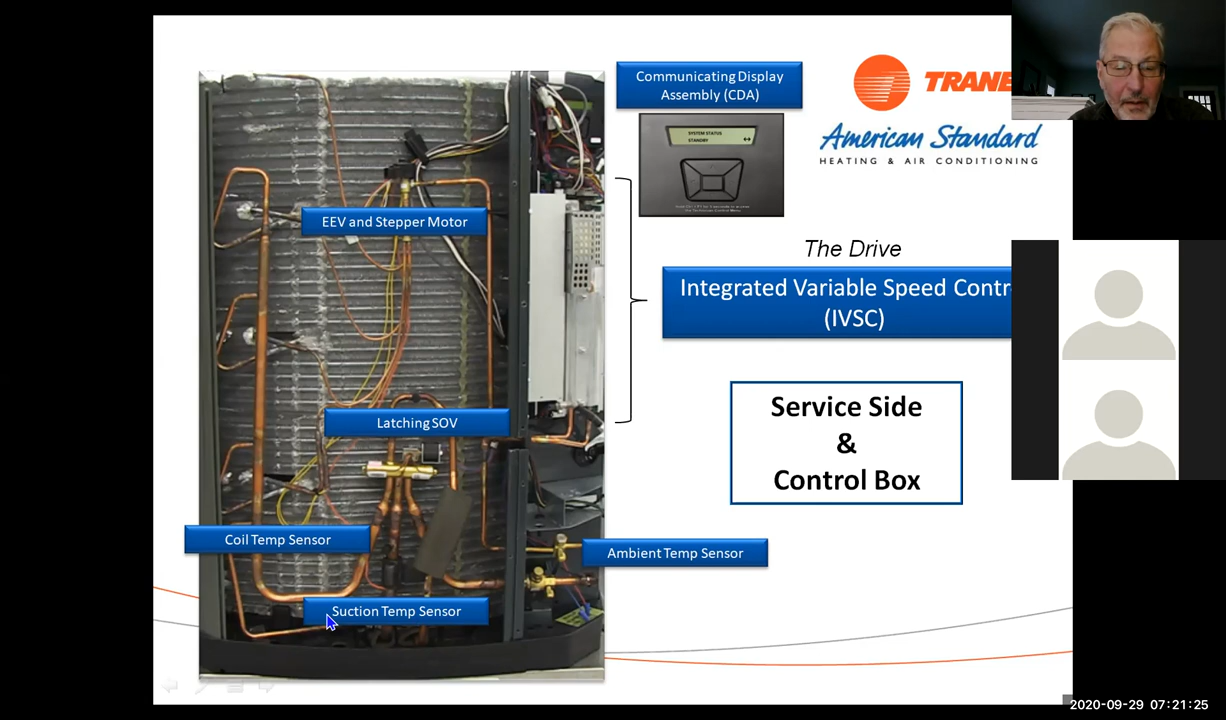 Communicating Display
Assembly (CDA)
TRANE
SYSTEM STATUS
STANDBY
American Standard
HEATING & AIR CONDITIONING
EEV and Stepper Motor
The Drive
Integrated Variable Speed Contr
(IVSC)
Latching SOV
Service Side
&
Control Box
Coil Temp Sensor
Ambient Temp Sensor
Suction Temp Sensor
2020-09-29 07:21:25